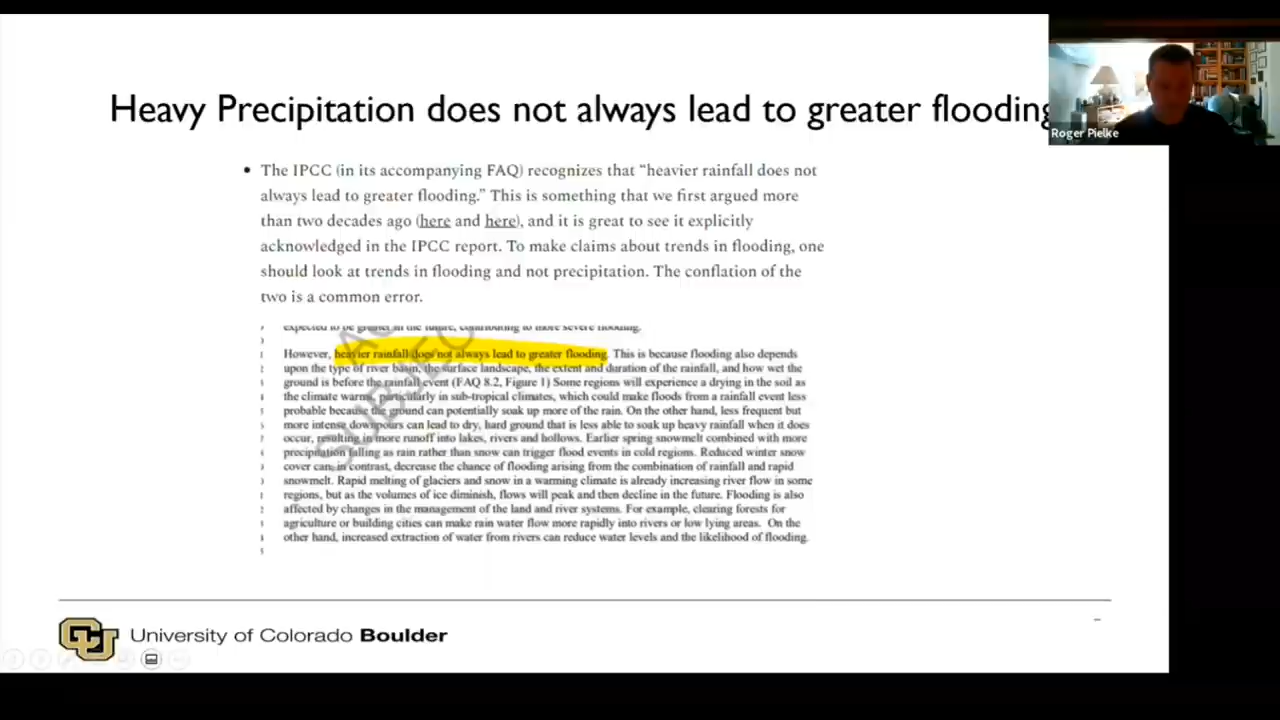 Heavy Precipitation does not always lead to greater flooding
Roger Pielke
• The IPCC (in its accompanying FAQ) recognizes that “heavier rainfall does not
always lead to greater flooding.” This is something that we first argued more
than two decades ago (here and here), and it is great to see it explicitly
acknowledged in the IPCC report. To make claims about trends in flooding, one
should look at trends in flooding and not precipitation. The conflation of the
two is a common error.
expected to be greater in the future, contributing to more severe flooding.
However, heavier rainfall does not always lead to greater flooding. This is because flooding also depends
upon the type of river basin, the surface landscape, the extent and duration of the rainfall, and how wet the
ground is before the rainfall event (FAQ 8.2, Figure 1) Some regions will experience a drying in the soil as
the climate warms, particularly in sub-tropical climates, which could make floods from a rainfall event less
probable because the ground can potentially soak up more of the rain. On the other hand, less frequent but
more intense downpours can lead to dry, hard ground that is less able to soak up heavy rainfall when it does
occur, resulting in more runoff into lakes, rivers and hollows. Earlier spring snowmelt combined with more
precipitation falling as rain rather than snow can trigger flood events in cold regions. Reduced winter snow
cover can, in contrast, decrease the chance of flooding arising from the combination of rainfall and rapid
snowmelt. Rapid melting of glaciers and snow in a warming climate is already increasing river flow in some
regions, but as the volumes of ice diminish, flows will peak and then decline in the future. Flooding is also
affected by changes in the management of the land and river systems. For example, clearing forests for
agriculture or building cities can make rain water flow more rapidly into rivers or low lying areas. On the
other hand, increased extraction of water from rivers can reduce water levels and the likelihood of flooding.
SUBJEC
CU
University of Colorado Boulder